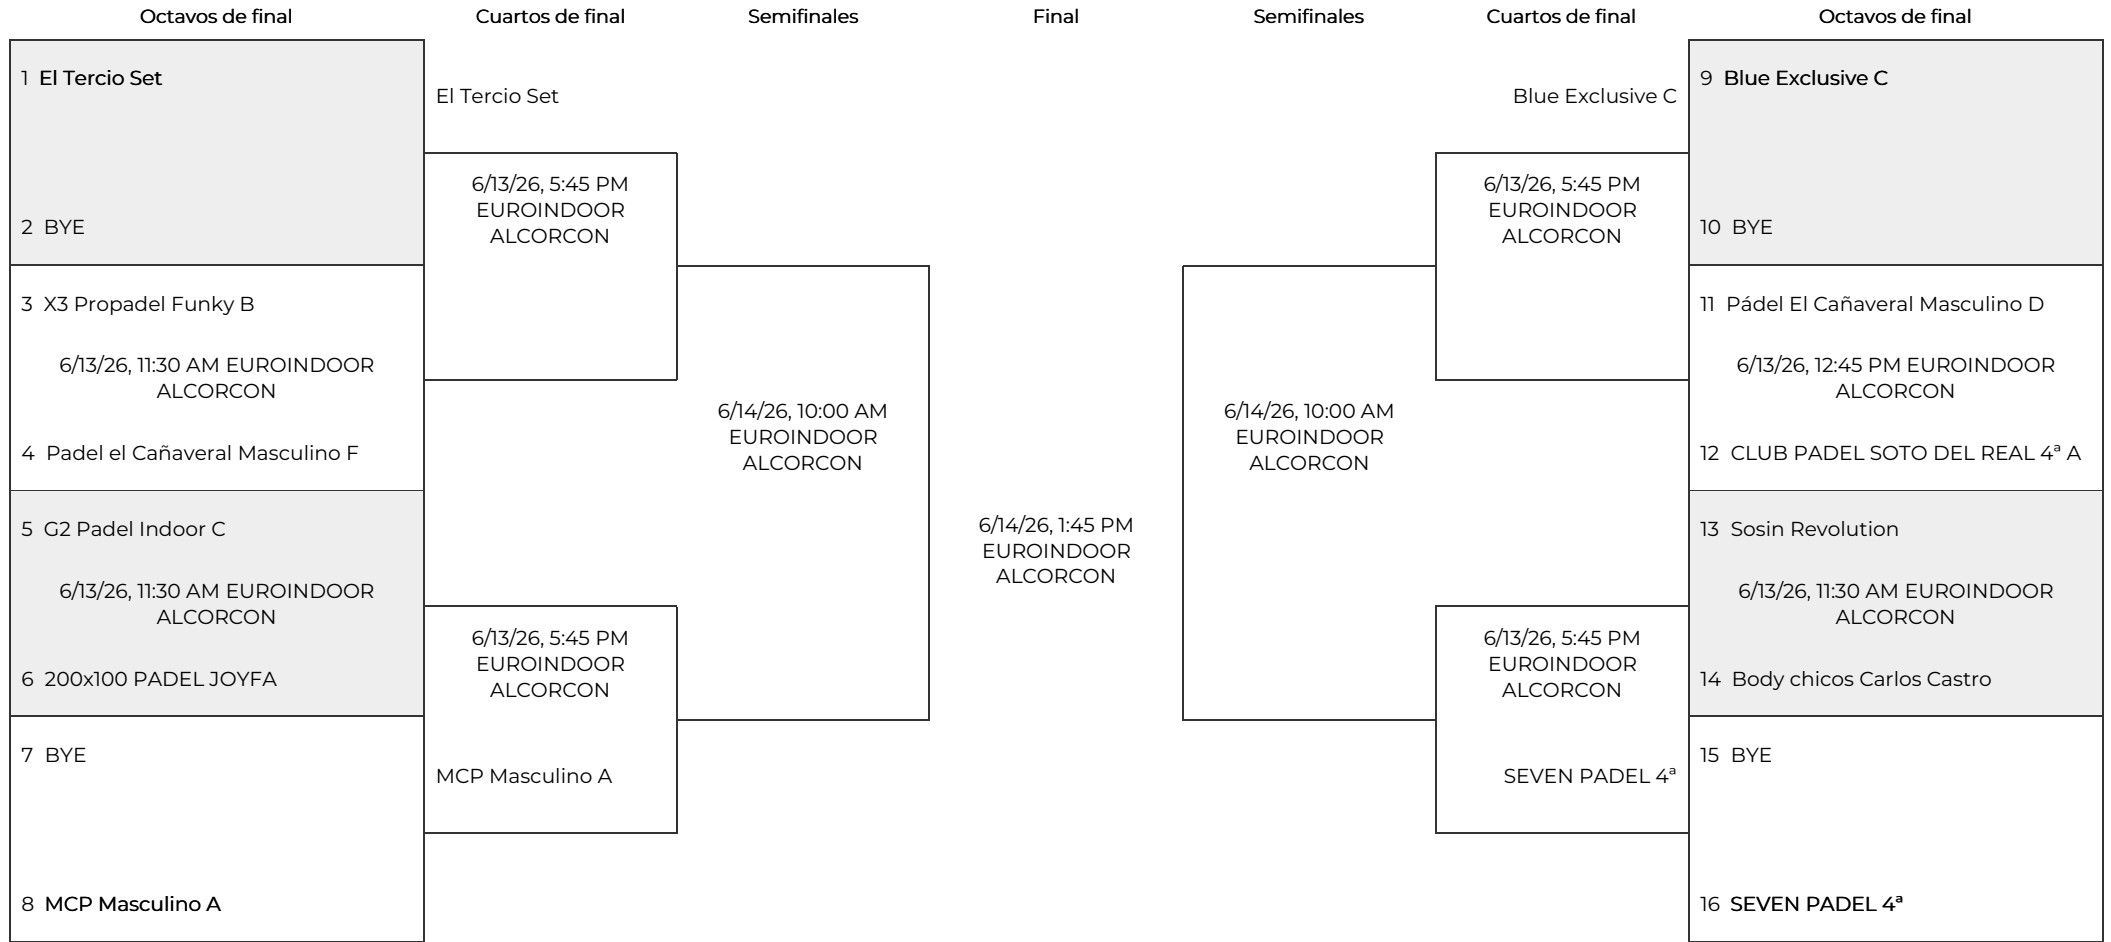 Octavos de final
Cuartos de final
Semifinales
Final
Semifinales
Cuartos de final
Octavos de final
1 El Tercio Set
2 BYE
3 X3 Propadel Funky B
6/13/26, 11:30 AM EUROINDOOR
ALCORCON
4 Padel el Cañaveral Masculino F
5 G2 Padel Indoor C
6/13/26, 11:30 AM EUROINDOOR
ALCORCON
6 200x100 PADEL JOYFA
7 BYE
8 MCP Masculino A
El Tercio Set
6/13/26, 5:45 PM
EUROINDOOR
ALCORCON
6/13/26, 5:45 PM
EUROINDOOR
ALCORCON
MCP Masculino A
6/14/26, 10:00 AM
EUROINDOOR
ALCORCON
6/14/26, 1:45 PM
EUROINDOOR
ALCORCON
6/14/26, 10:00 AM
EUROINDOOR
ALCORCON
Blue Exclusive C
6/13/26, 5:45 PM
EUROINDOOR
ALCORCON
6/13/26, 5:45 PM
EUROINDOOR
ALCORCON
SEVEN PADEL 4ª
9 Blue Exclusive C
10 BYE
11 Pádel El Cañaveral Masculino D
6/13/26, 12:45 PM EUROINDOOR
ALCORCON
12 CLUB PADEL SOTO DEL REAL 4ª A
13 Sosin Revolution
6/13/26, 11:30 AM EUROINDOOR
ALCORCON
14 Body chicos Carlos Castro
15 BYE
16 SEVEN PADEL 4ª